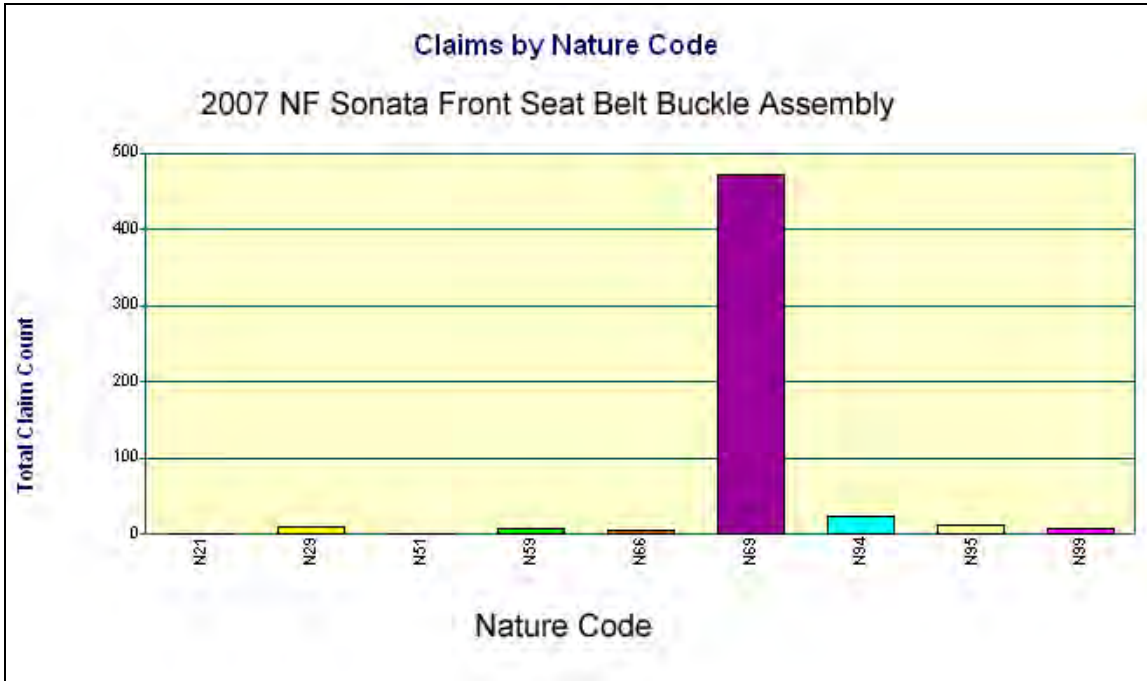 Claims by Nature Code
2007 NF Sonata Front Seat Belt Buckle Assembly
Total Claim Count
500
400
300
200
100
0
N21
N29
N51
N59
N66
N69
N94
N95
N99
Nature Code